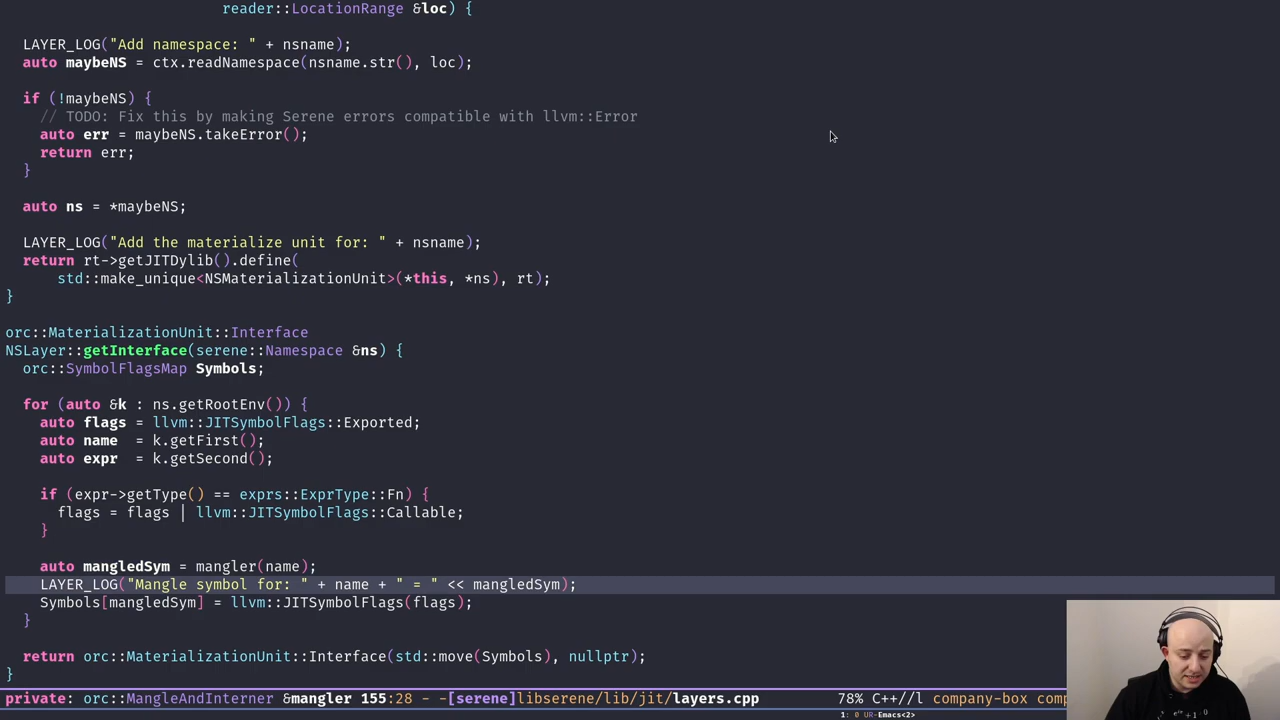 reader::LocationRange &loc) {
LAYER_LOG("Add namespace: " + nsname);
auto maybeNS = ctx.readNamespace(nsname.str(), loc);
if (!maybeNS) {
// TODO: Fix this by making Serene errors compatible with llvm::Error
auto err = maybeNS.takeError();
return err;
}
auto ns = *maybeNS;
LAYER_LOG("Add the materialize unit for: " + nsname);
return rt->getJITDylib().define(
std::make_unique<NSMaterializationUnit>(*this, *ns), rt);
}
orc::MaterializationUnit::Interface
NSLayer::getInterface(serene::Namespace &ns) {
orc::SymbolFlagsMap Symbols;
for (auto &k : ns.getRootEnv()) {
auto flags = llvm::JITSymbolFlags::Exported;
auto name  = k.getFirst();
auto expr  = k.getSecond();
if (expr->getType() == exprs::ExprType::Fn) {
flags = flags | llvm::JITSymbolFlags::Callable;
}
auto mangledSym = mangler(name);
LAYER_LOG("Mangle symbol for: " + name + " = " << mangledSym);
Symbols[mangledSym] = llvm::JITSymbolFlags(flags);
}
return orc::MaterializationUnit::Interface(std::move(Symbols), nullptr);
}
private: orc::MangleAndInterner &mangler 155:28 - -[serene]libserene/lib/jit/layers.cpp 78% C++//l company-box com
1: 0 UR-Emacs<2>